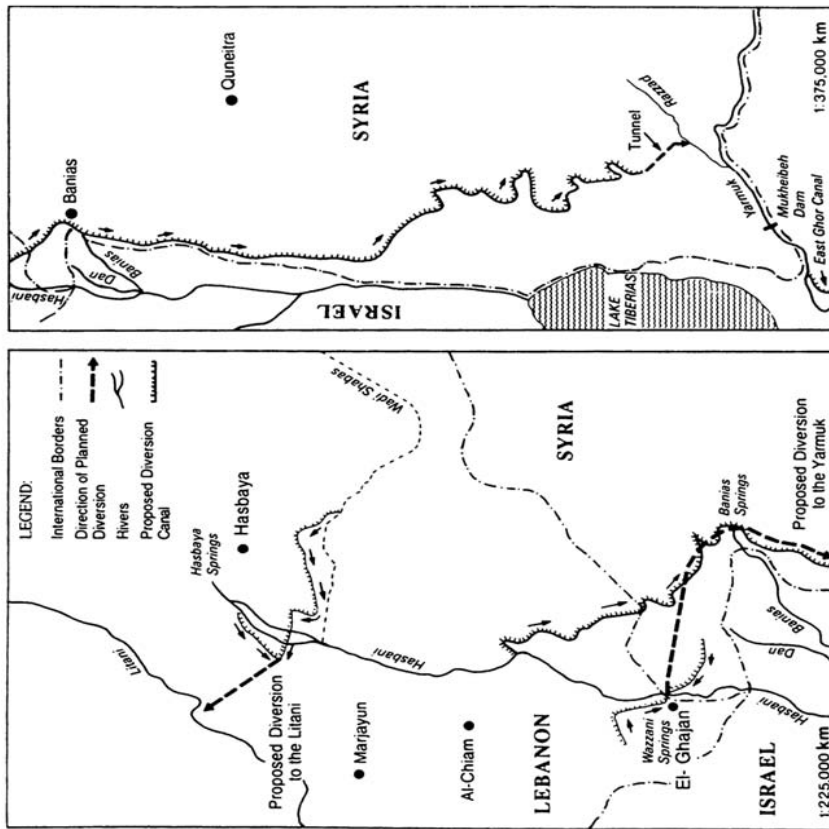 LEGEND:
International Borders
Direction of Planned
Diversion
Rivers
Proposed Diversion
Canal
Litani
Hasbaya
Springs
Hasbaya
Wadi Shabas
Proposed Diversion
to the Litani
Marjayun
Hasbani
Al-Chiam
LEBANON
SYRIA
Wazzani
Springs
El- Ghajan
Banias
Springs
Dan
Banias
Hasbani
ISRAEL
Proposed Diversion
to the Yarmuk
1:225,000 km
Hasbani
Dan
Banias
Banias
Quneitra
SYRIA
ISRAEL
LAKE
TIBERIAS
Tunnel
Razzad
Yarmuk
Mukheibeh
Dam
East Ghor Canal
1:375,000 km